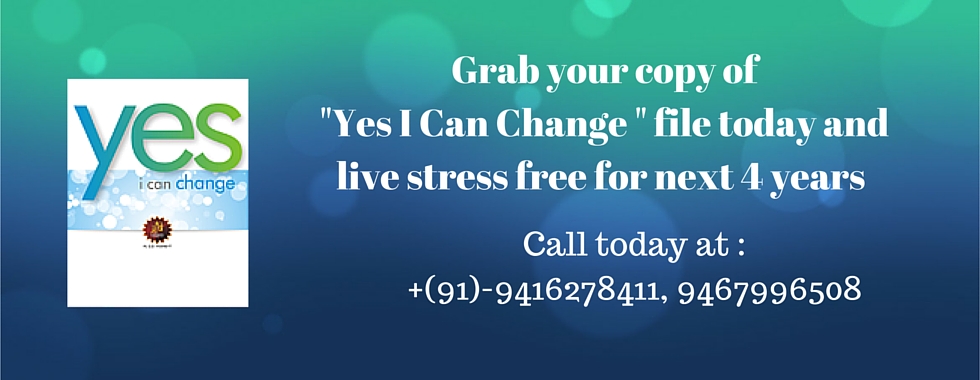 yes
i can change
Grab your copy of
"Yes I Can Change " file today and
live stress free for next 4 years
Call today at :
+(91)-9416278411, 9467996508